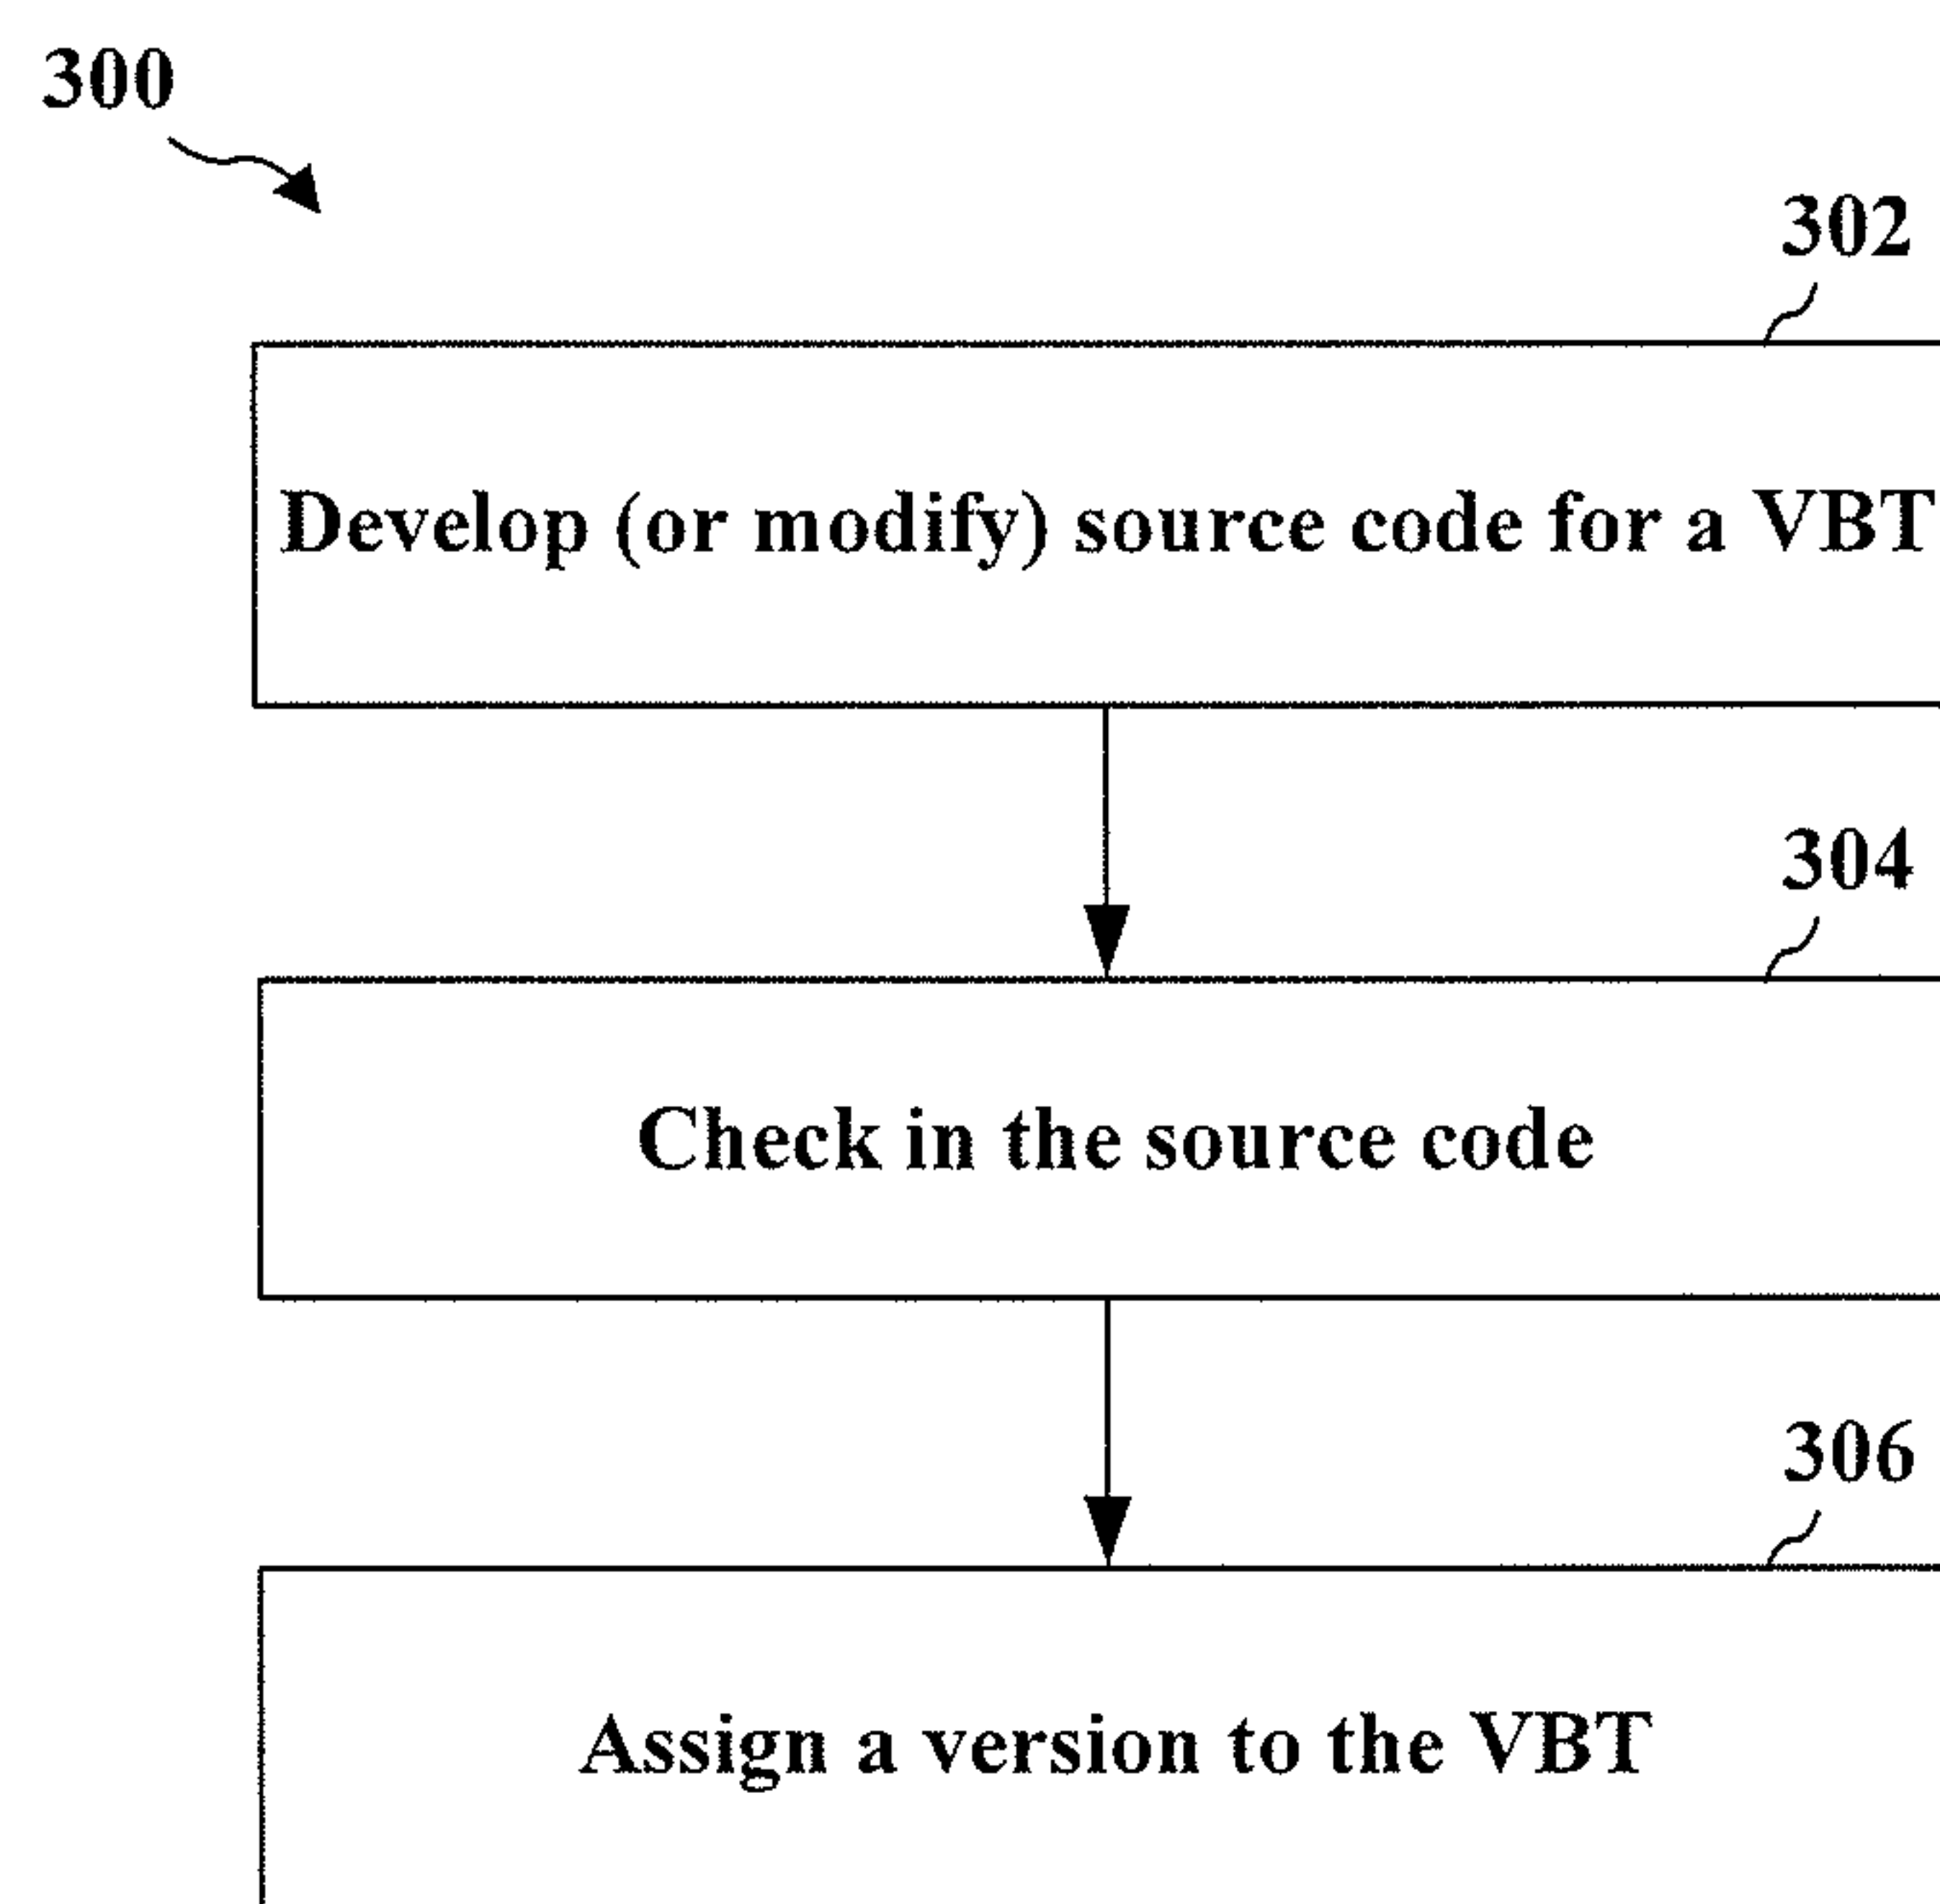 300
302
Develop (or modify) source code for a VBT
304
Check in the source code
306
Assign a version to the VBT